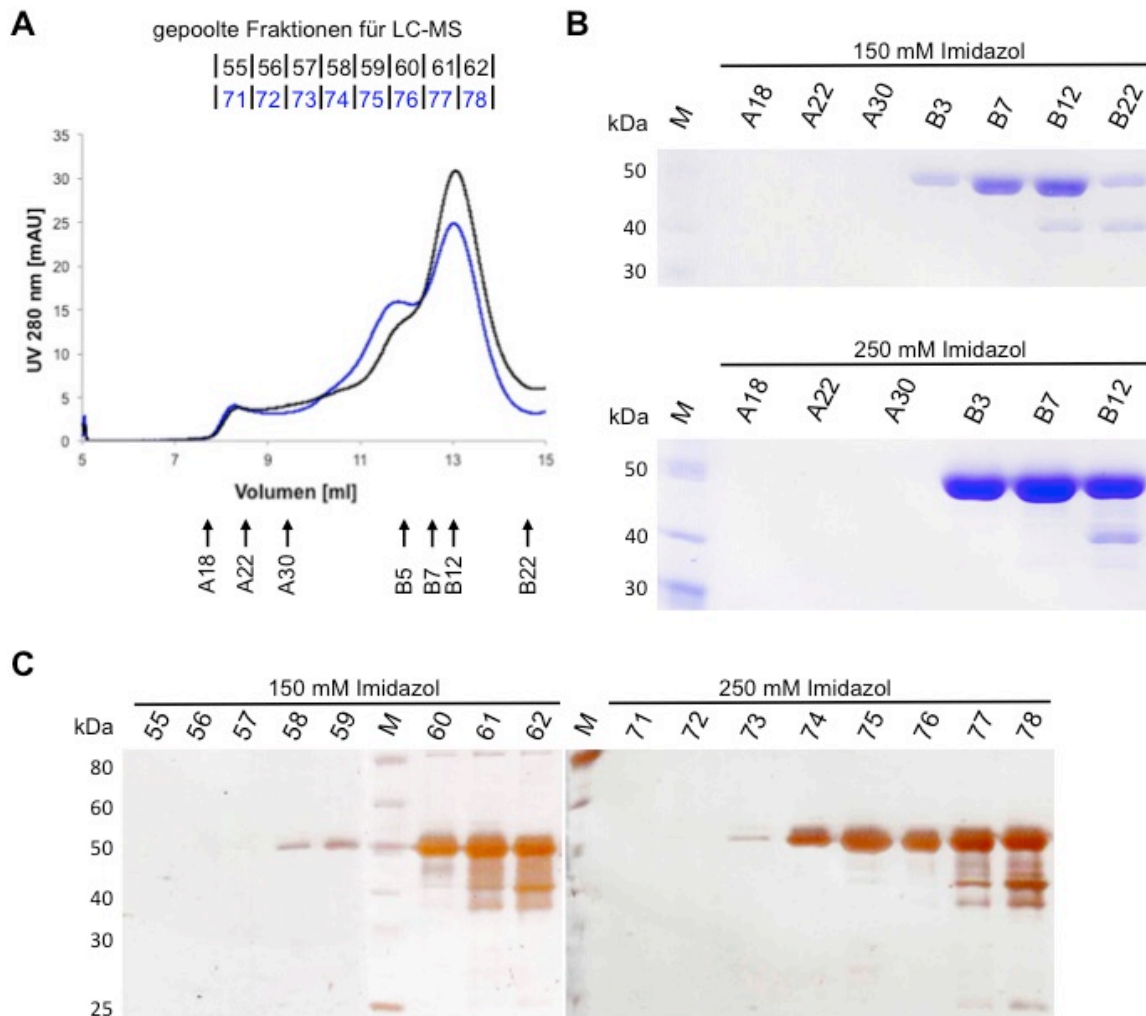 A
gepoolte Fraktionen für LC-MS
55 56 57 58 59 60 61 62
71 72 73 74 75 76 77 78
UV 280 nm [mAU]
35
30
25
20
15
10
5
0
5 7 9 11 13 15
Volumen [ml]
A18 A22 A30 B5 B7 B12 B22
B
150 mM Imidazol
kDa M A18 A22 A30 B3 B7 B12 B22
50
40
30
250 mM Imidazol
kDa M A18 A22 A30 B3 B7 B12
50
40
30
C
150 mM Imidazol 250 mM Imidazol
kDa 55 56 57 58 59 M 60 61 62 M 71 72 73 74 75 76 77 78
80
60
50
40
30
25